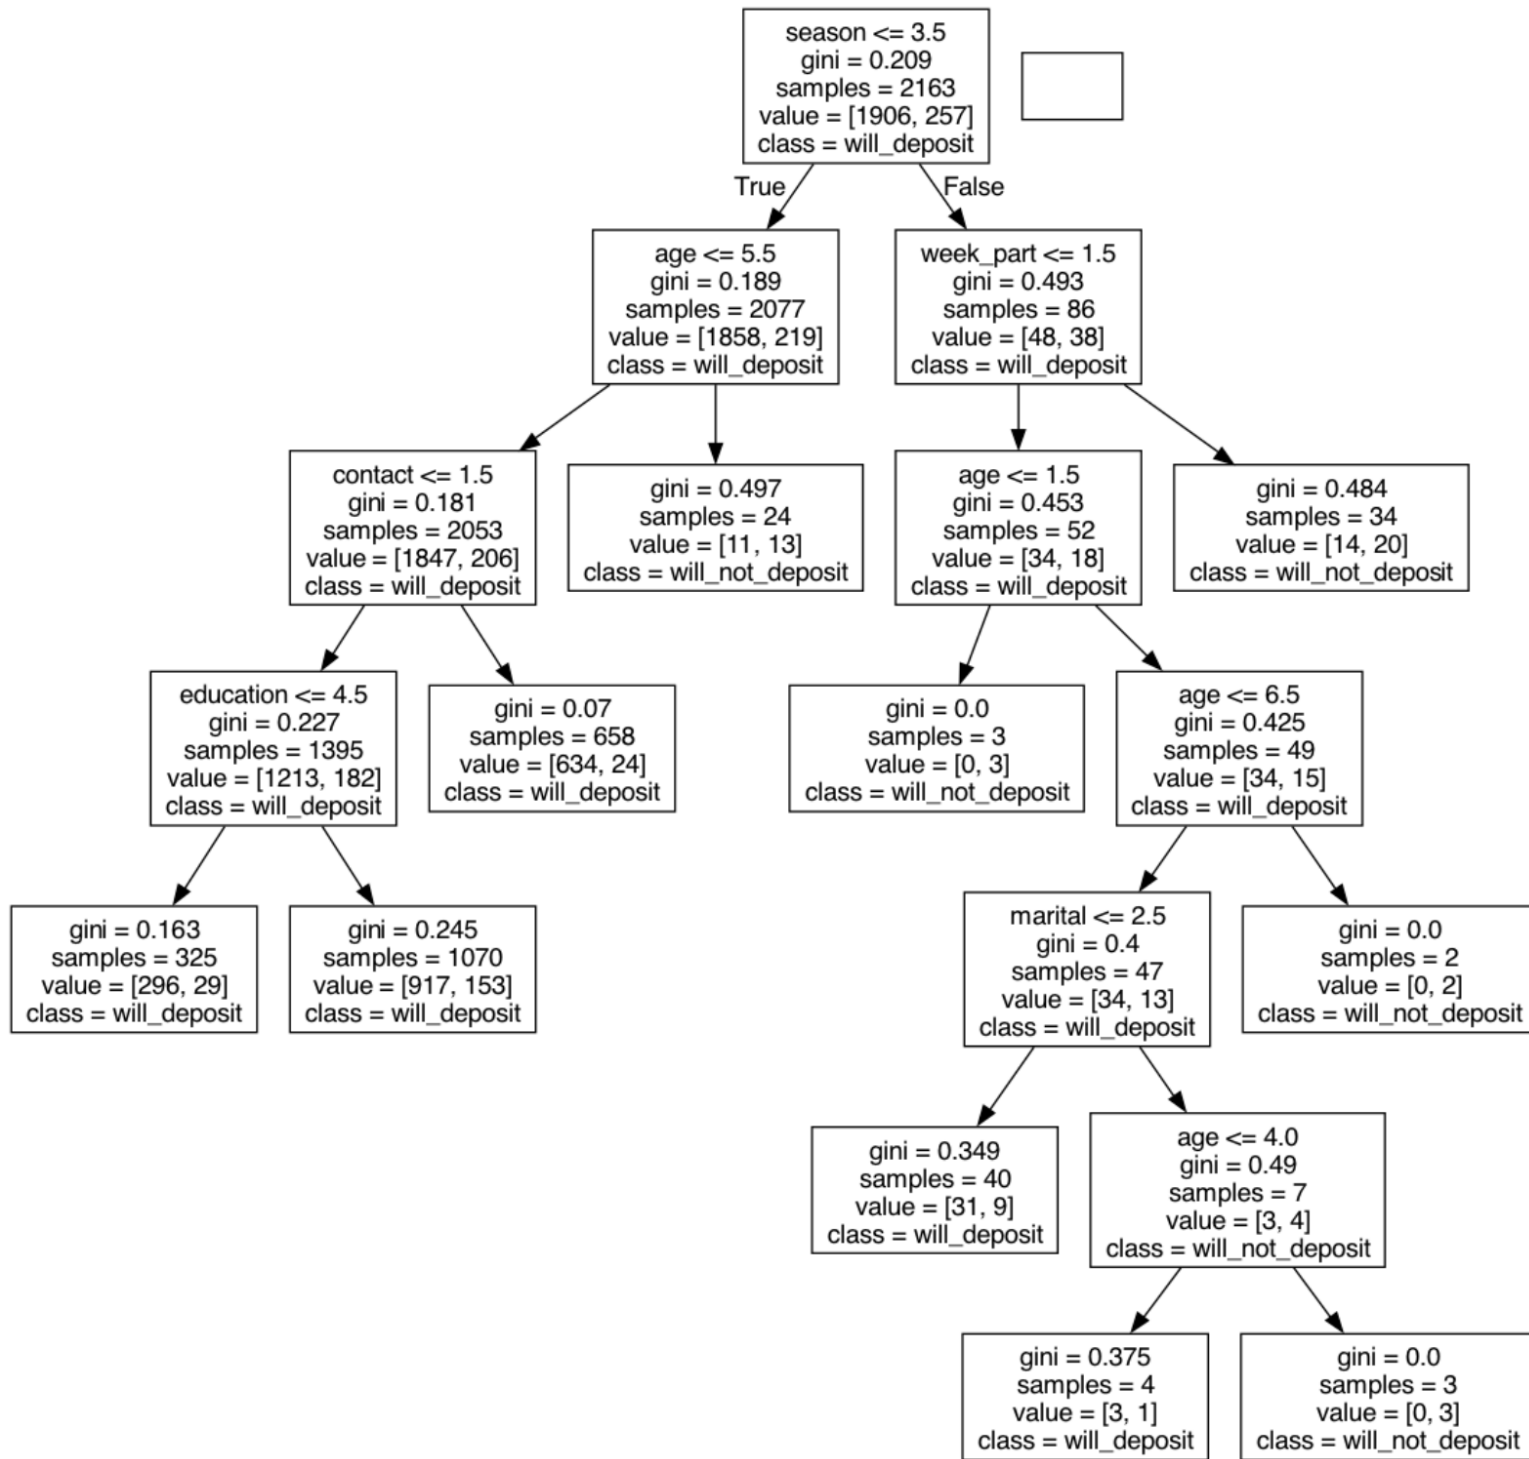 season <= 3.5
gini = 0.209
samples = 2163
value = [1906, 257]
class = will_deposit
True
False
age <= 5.5
gini = 0.189
samples = 2077
value = [1858, 219]
class = will_deposit
week_part <= 1.5
gini = 0.493
samples = 86
value = [48, 38]
class = will_deposit
contact <= 1.5
gini = 0.181
samples = 2053
value = [1847, 206]
class = will_deposit
gini = 0.497
samples = 24
value = [11, 13]
class = will_not_deposit
age <= 1.5
gini = 0.453
samples = 52
value = [34, 18]
class = will_deposit
gini = 0.484
samples = 34
value = [14, 20]
class = will_not_deposit
education <= 4.5
gini = 0.227
samples = 1395
value = [1213, 182]
class = will_deposit
gini = 0.07
samples = 658
value = [634, 24]
class = will_deposit
gini = 0.0
samples = 3
value = [0, 3]
class = will_not_deposit
age <= 6.5
gini = 0.425
samples = 49
value = [34, 15]
class = will_deposit
gini = 0.163
samples = 325
value = [296, 29]
class = will_deposit
gini = 0.245
samples = 1070
value = [917, 153]
class = will_deposit
marital <= 2.5
gini = 0.4
samples = 47
value = [34, 13]
class = will_deposit
gini = 0.0
samples = 2
value = [0, 2]
class = will_not_deposit
gini = 0.349
samples = 40
value = [31, 9]
class = will_deposit
age <= 4.0
gini = 0.49
samples = 7
value = [3, 4]
class = will_not_deposit
gini = 0.375
samples = 4
value = [3, 1]
class = will_deposit
gini = 0.0
samples = 3
value = [0, 3]
class = will_not_deposit